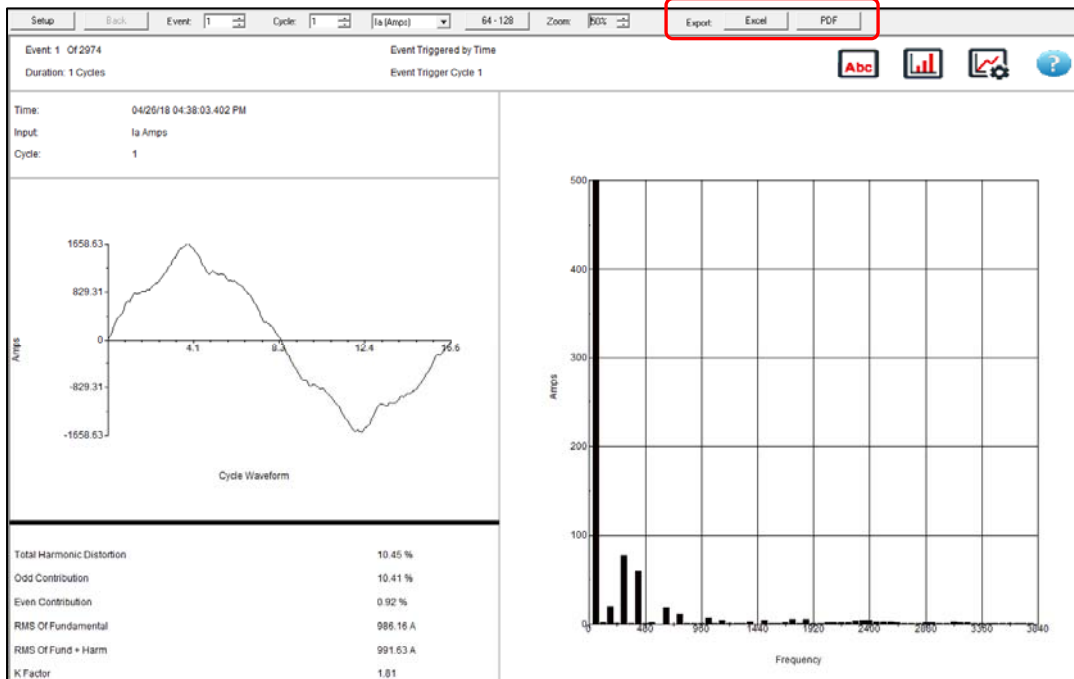 Setup Back Event: 1 Cycle: 1 Ia (Amps) 64 - 128 Zoom: 50% Export: Excel PDF
Event: 1 Of 2974 Event Triggered by Time
Duration: 1 Cycles Event Trigger Cycle 1
Abc ?
Time: 04/26/18 04:38:03.402 PM
Input: Ia Amps
Cycle: 1
1658.63
829.31
0
-829.31
-1658.63
Amps
4.1 8.3 12.4 16.6
Cycle Waveform
Total Harmonic Distortion 10.45 %
Odd Contribution 10.41 %
Even Contribution 0.92 %
RMS Of Fundamental 986.16 A
RMS Of Fund + Harm 991.63 A
K Factor 1.81
500
400
300
200
100
0
Amps
0 480 960 1440 1920 2400 2880 3360 3840
Frequency